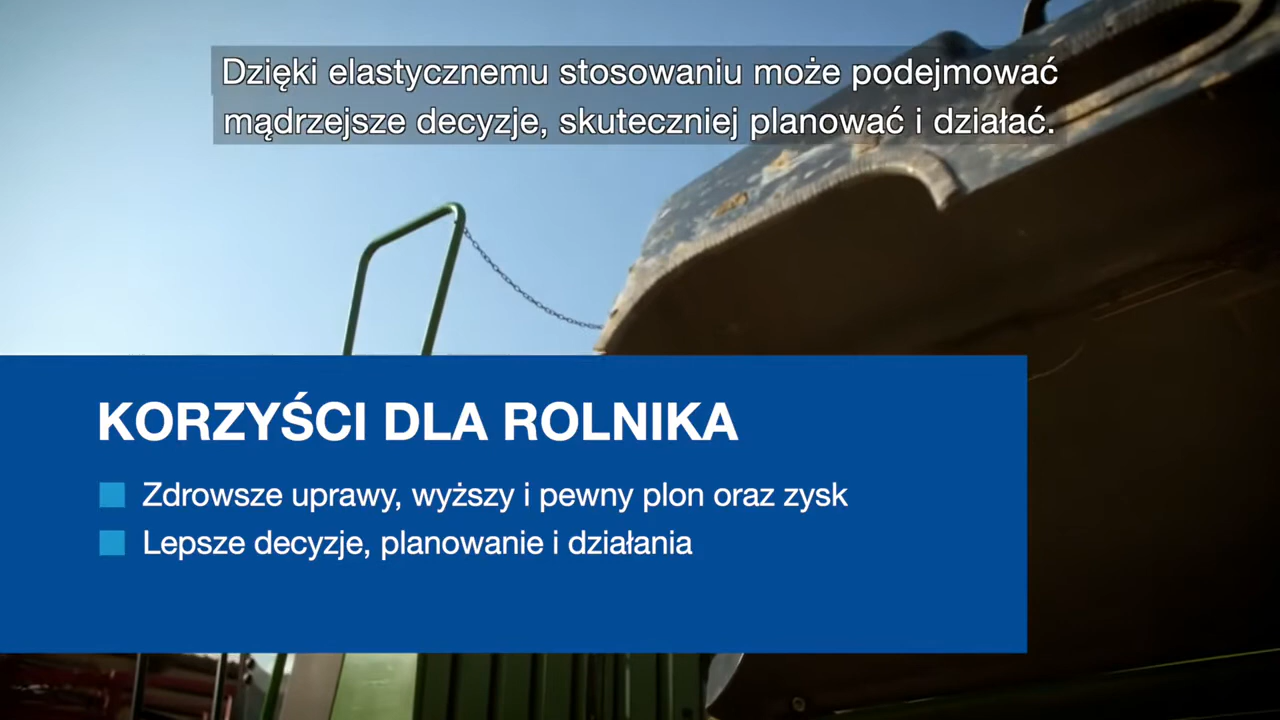 Dzięki elastycznemu stosowaniu może podejmować
mądrzejsze decyzje, skuteczniej planować i działać.
KORZYŚCI DLA ROLNIKA
Zdrowsze uprawy, wyższy i pewny plon oraz zysk
Lepsze decyzje, planowanie i działania